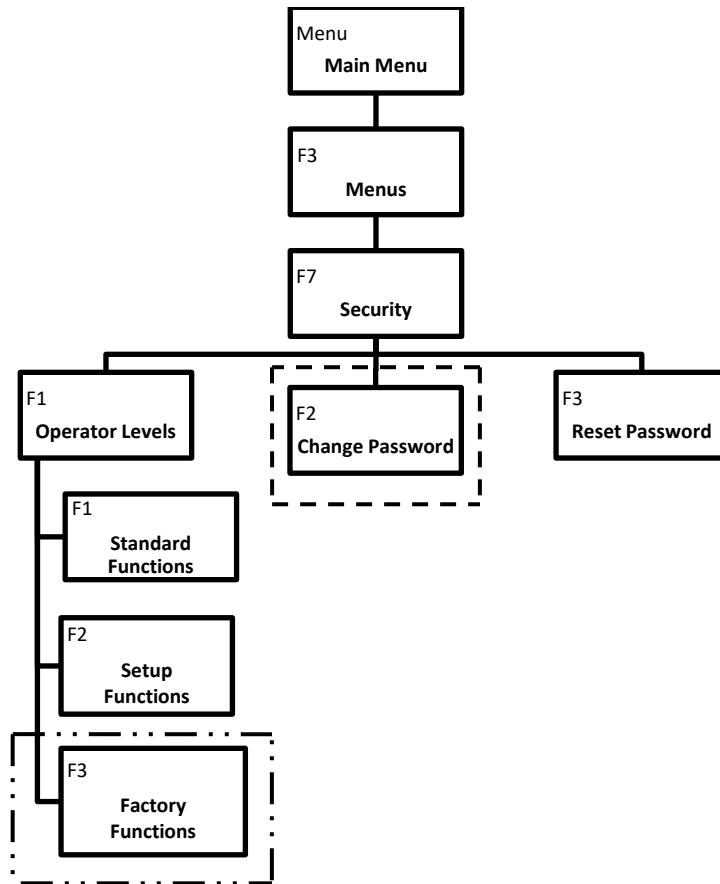 Menu
Main Menu
F3
Menus
F7
Security
F1
Operator Levels
F2
Change Password
F3
Reset Password
F1
Standard
Functions
F2
Setup
Functions
F3
Factory
Functions